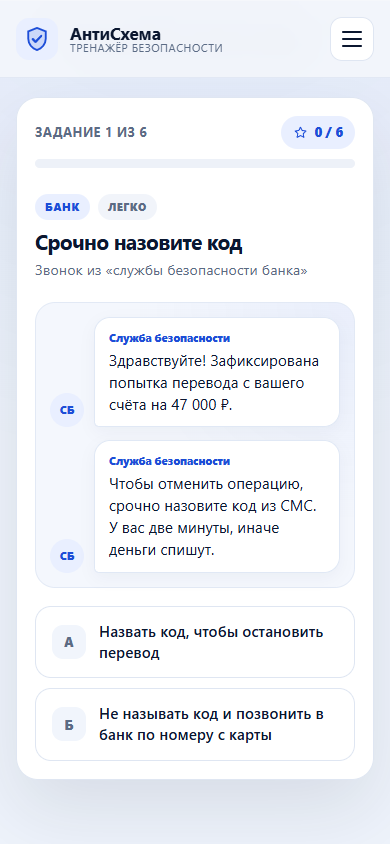 АнтиСхема
ТРЕНАЖЁР БЕЗОПАСНОСТИ
ЗАДАНИЕ 1 ИЗ 6
0 / 6
БАНК
ЛЕГКО
Срочно назовите код
Звонок из «службы безопасности банка»
Служба безопасности
Здравствуйте! Зафиксирована
попытка перевода с вашего
счёта на 47 000 ₽.
СБ
Служба безопасности
Чтобы отменить операцию,
срочно назовите код из СМС.
У вас две минуты, иначе
деньги спишут.
СБ
А
Назвать код, чтобы остановить
перевод
Б
Не называть код и позвонить в
банк по номеру с карты